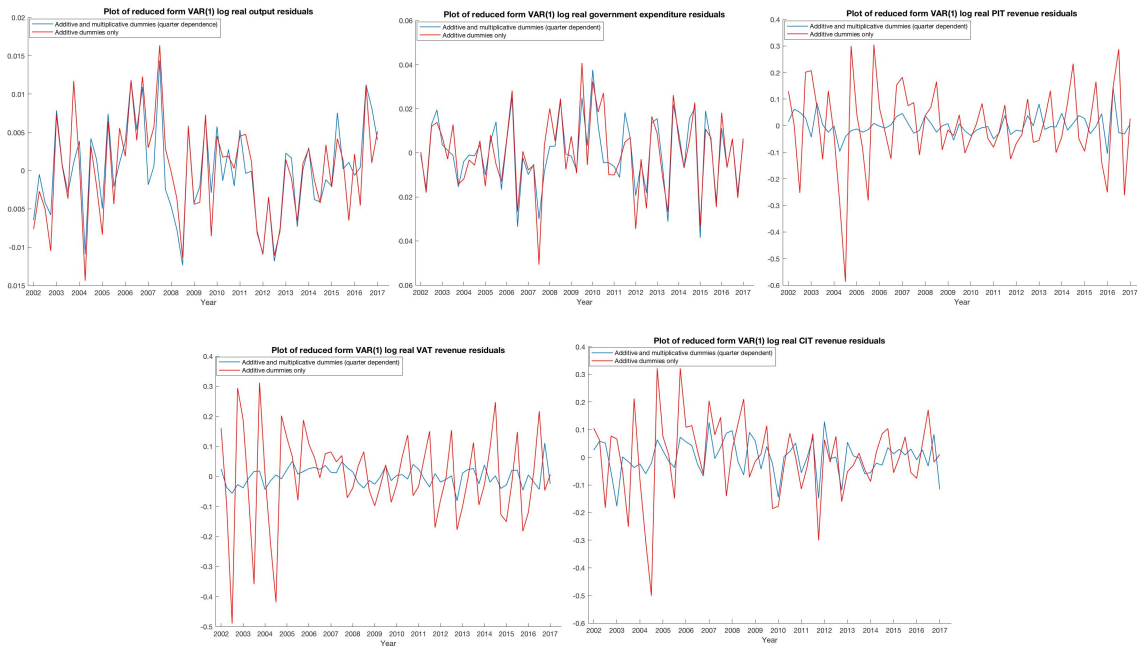 Plot of reduced form VAR(1) log real output residuals
Additive and multiplicative dummies (quarter dependence)
Additive dummies only
0.02
0.015
0.01
0.005
0
0.005
-0.01
0.015
2002 2003 2004 2005 2006 2007 2008 2009 2010 2011 2012 2013 2014 2015 2016 2017
Year
Plot of reduced form VAR(1) log real government expenditure residuals
Additive and multiplicative dummies (quarter dependent)
Additive dummies only
0.06
0.04
0.02
0
0.02
0.04
0.06
2002 2003 2004 2005 2006 2007 2008 2009 2010 2011 2012 2013 2014 2015 2016 2017
Year
Plot of reduced form VAR(1) log real PIT revenue residuals
Additive and multiplicative dummies (quarter dependent)
Additive dummies only
0.4
0.3
0.2
0.1
0
-0.1
-0.2
-0.3
-0.4
-0.5
-0.6
2002 2003 2004 2005 2006 2007 2008 2009 2010 2011 2012 2013 2014 2015 2016 2017
Year
Plot of reduced form VAR(1) log real VAT revenue residuals
Additive and multiplicative dummies (quarter dependent)
Additive dummies only
0.4
0.3
0.2
0.1
0
-0.1
-0.2
-0.3
-0.4
-0.5
2002 2003 2004 2005 2006 2007 2008 2009 2010 2011 2012 2013 2014 2015 2016 2017
Year
Plot of reduced form VAR(1) log real CIT revenue residuals
Additive and multiplicative dummies (quarter dependent)
Additive dummies only
0.4
0.3
0.2
0.1
0
-0.1
-0.2
-0.3
-0.4
-0.5
-0.6
2002 2003 2004 2005 2006 2007 2008 2009 2010 2011 2012 2013 2014 2015 2016 2017
Year